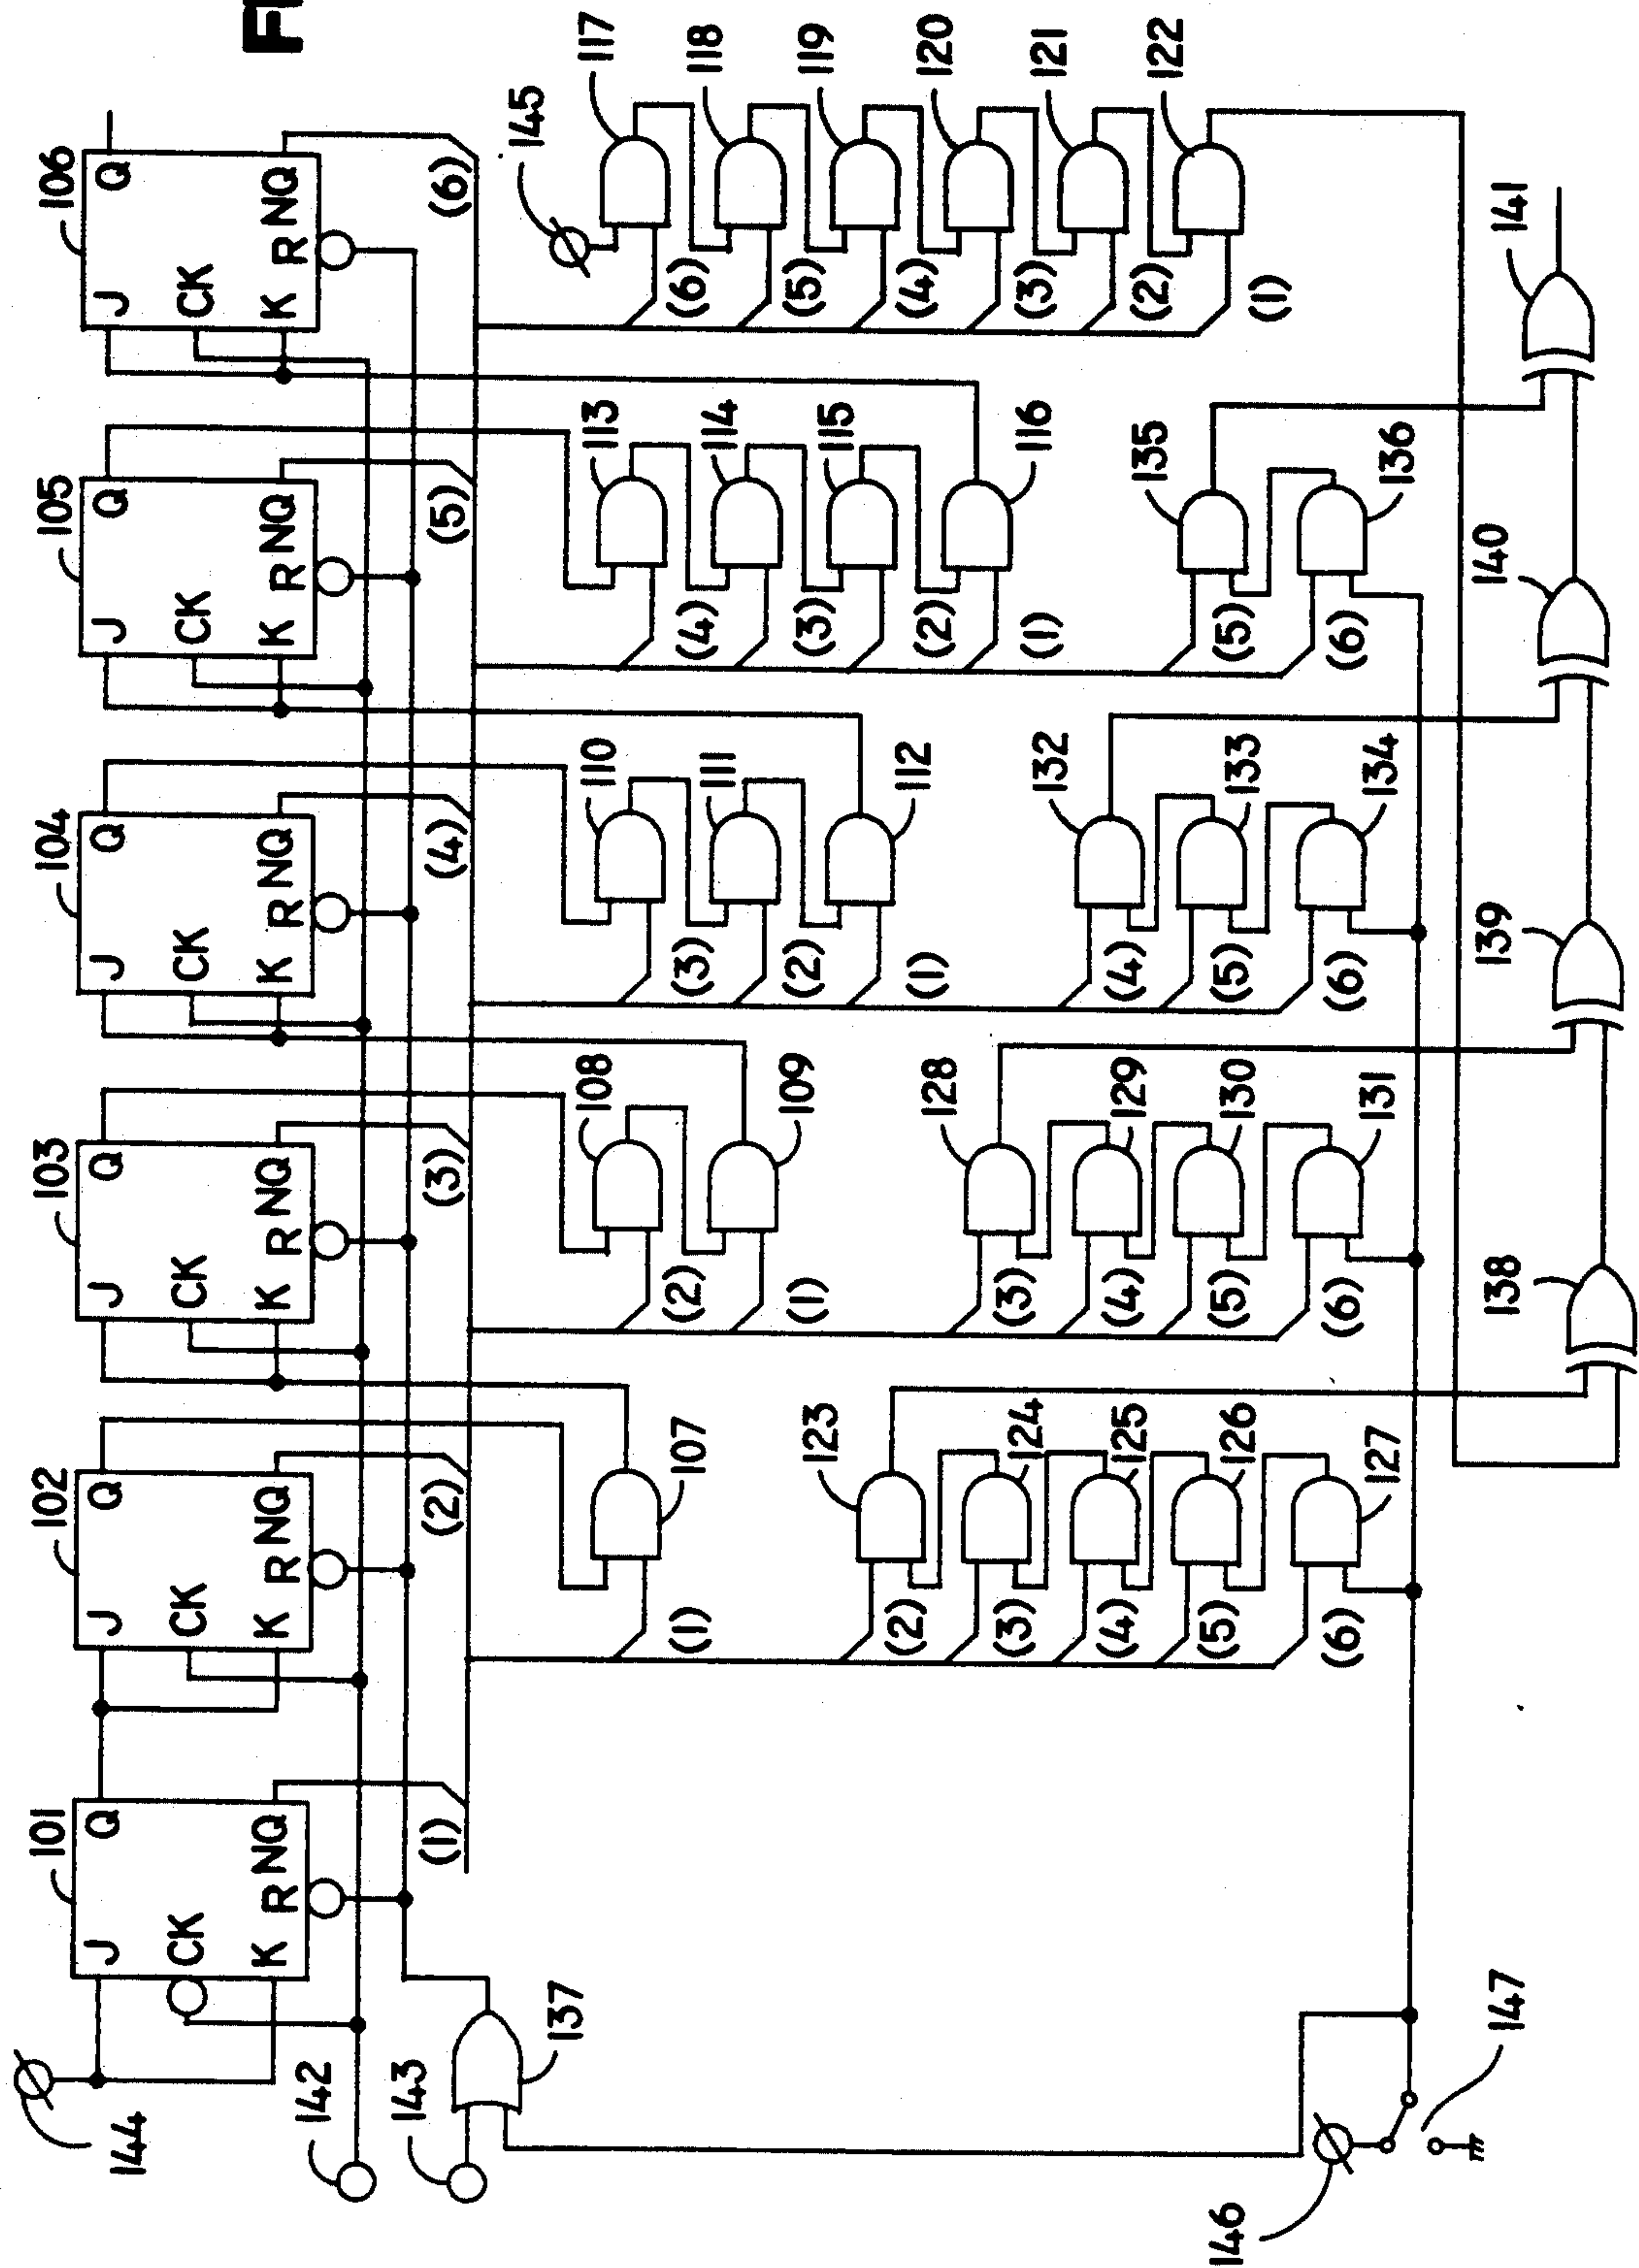 FI
101
J
Q
CK
K
R
NQ
102
J
Q
CK
K
R
NQ
103
J
Q
CK
K
R
NQ
104
J
Q
CK
K
R
NQ
105
J
Q
CK
K
R
NQ
106
J
Q
CK
K
R
NQ
144
142
143
137
(1)
(2)
(3)
(4)
(5)
(6)
107
(1)
108
(2)
109
(1)
110
(3)
111
(2)
112
(1)
113
(4)
114
(3)
115
(2)
116
(1)
145
117
(6)
118
(5)
119
(4)
120
(3)
121
(2)
122
(1)
123
(2)
124
(3)
125
(4)
126
(5)
127
(6)
128
(3)
129
(4)
130
(5)
131
(6)
132
(4)
133
(5)
134
(6)
135
(5)
136
(6)
146
147
138
139
140
141